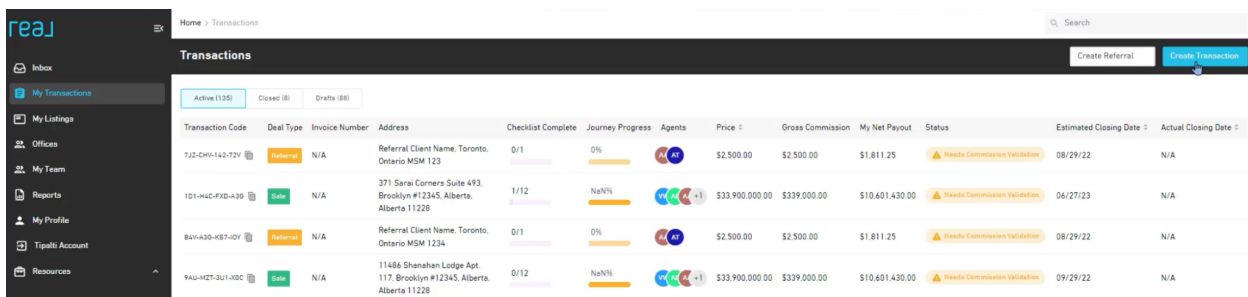 real
Home > Transactions
Search
Transactions
Create Referral
Create Transaction
Inbox
My Transactions
My Listings
Offices
My Team
Reports
My Profile
Tipalti Account
Resources
Active (135) Closed (8) Drafts (88)
Transaction Code Deal Type Invoice Number Address Checklist Complete Journey Progress Agents Price Gross Commission My Net Payout Status Estimated Closing Date Actual Closing Date
7JZ-CHV-142-72V Referral N/A Referral Client Name, Toronto, 0/1 0% AT $2,500.00 $2,500.00 $1,811.25 Needs Commission Validation 08/29/22 N/A
Ontario M5M 123
371 Sarai Corners Suite 493,
1D1-H4C-FXD-A30 Sale N/A Brooklyn #12345, Alberta, 1/12 NaN% +1 $33,900,000.00 $339,000.00 $10,601,430.00 Needs Commission Validation 06/27/23 N/A
Alberta 11228
B4V-A3G-KS7-IOY Referral N/A Referral Client Name, Toronto, 0/1 0% AT $2,500.00 $2,500.00 $1,811.25 Needs Commission Validation 08/29/22 N/A
Ontario M5M 1234
11486 Shanahan Lodge Apt.
9AU-MZT-3U1-X0C Sale N/A 117, Brooklyn #12345, Alberta, 0/12 NaN% +1 $33,900,000.00 $339,000.00 $10,601,430.00 Needs Commission Validation 09/29/22 N/A
Alberta 11228